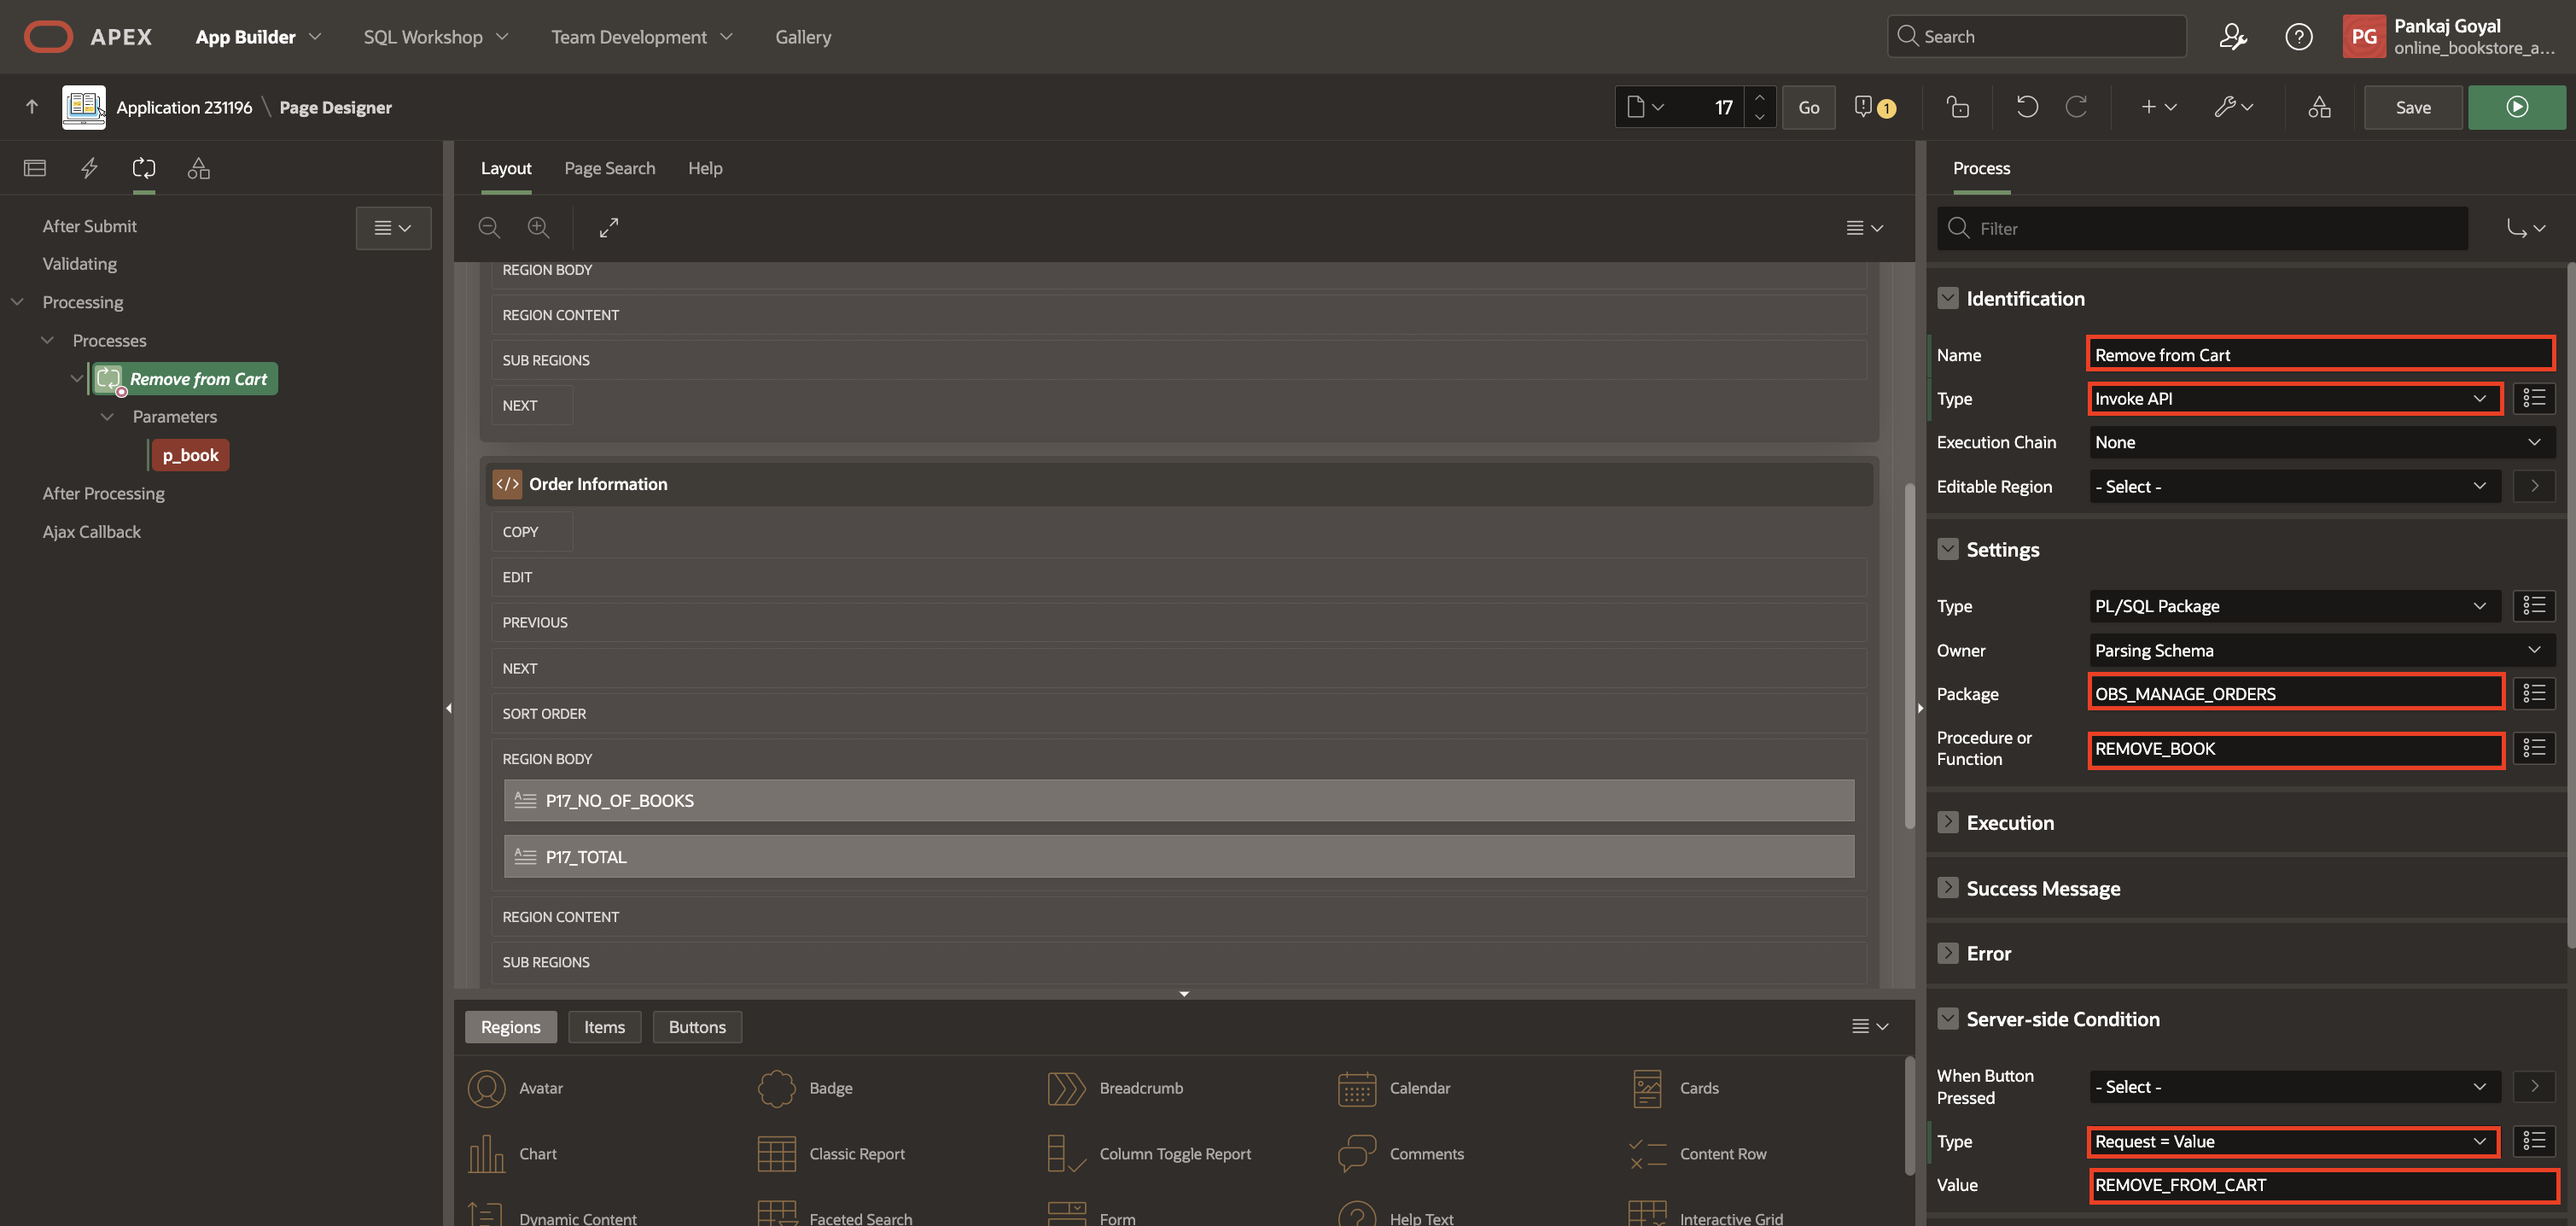 APEX
App Builder
SQL Workshop
Team Development
Gallery
Search
PG
Pankaj Goyal
online_bookstore_a...
Application 231196 \ Page Designer
17
Go
1
Save
After Submit
Validating
Processing
Processes
Remove from Cart
Parameters
p_book
After Processing
Ajax Callback
Layout
Page Search
Help
REGION BODY
REGION CONTENT
SUB REGIONS
NEXT
Order Information
COPY
EDIT
PREVIOUS
NEXT
SORT ORDER
REGION BODY
P17_NO_OF_BOOKS
P17_TOTAL
REGION CONTENT
SUB REGIONS
Regions
Items
Buttons
Avatar
Badge
Breadcrumb
Calendar
Cards
Chart
Classic Report
Column Toggle Report
Comments
Content Row
Dynamic Content
Faceted Search
Form
Help Text
Interactive Grid
Process
Filter
Identification
Name
Remove from Cart
Type
Invoke API
Execution Chain
None
Editable Region
- Select -
Settings
Type
PL/SQL Package
Owner
Parsing Schema
Package
OBS_MANAGE_ORDERS
Procedure or
Function
REMOVE_BOOK
Execution
Success Message
Error
Server-side Condition
When Button
Pressed
- Select -
Type
Request = Value
Value
REMOVE_FROM_CART